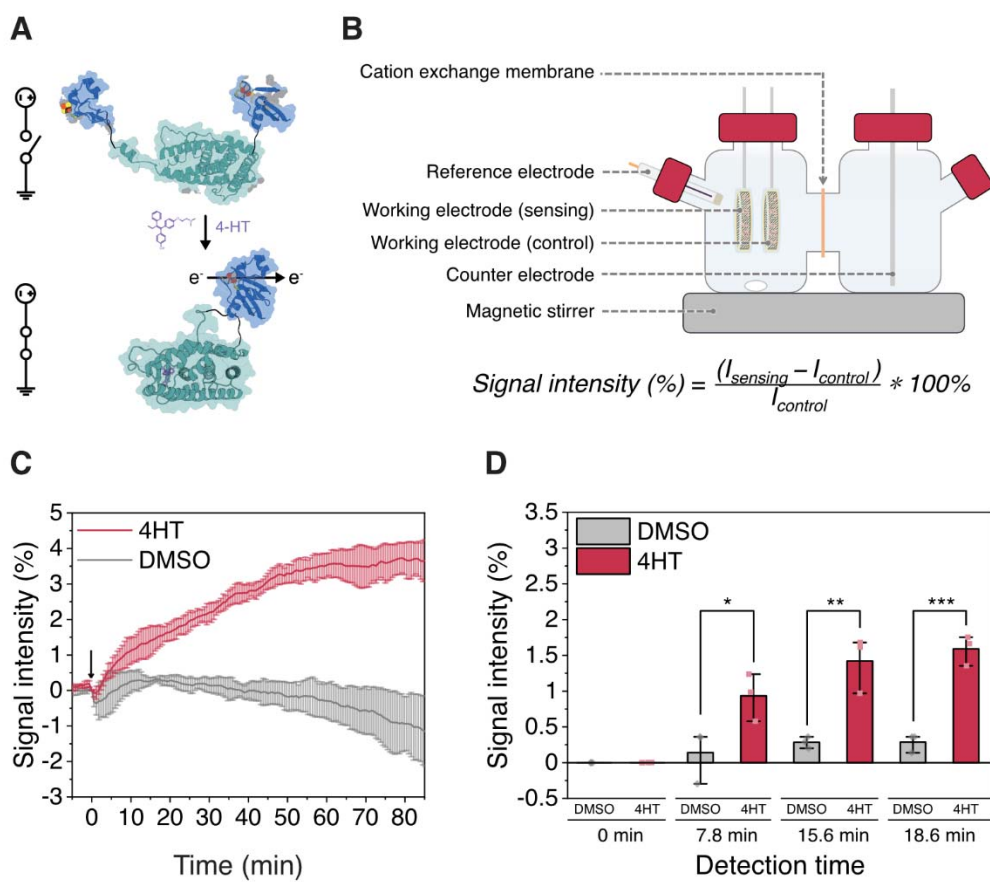 A
4-HT
e- e-
B
Cation exchange membrane
Reference electrode
Working electrode (sensing)
Working electrode (control)
Counter electrode
Magnetic stirrer
Signal intensity (%) = (I_sensing – I_control) / I_control * 100%
C
Signal intensity (%)
5
4
3
2
1
0
-1
-2
-3
4HT
DMSO
0 10 20 30 40 50 60 70 80
Time (min)
D
Signal intensity (%)
3.5
3
2.5
2
1.5
1
0.5
0
-0.5
DMSO
4HT
* ** ***
DMSO 4HT DMSO 4HT DMSO 4HT DMSO 4HT
0 min 7.8 min 15.6 min 18.6 min
Detection time